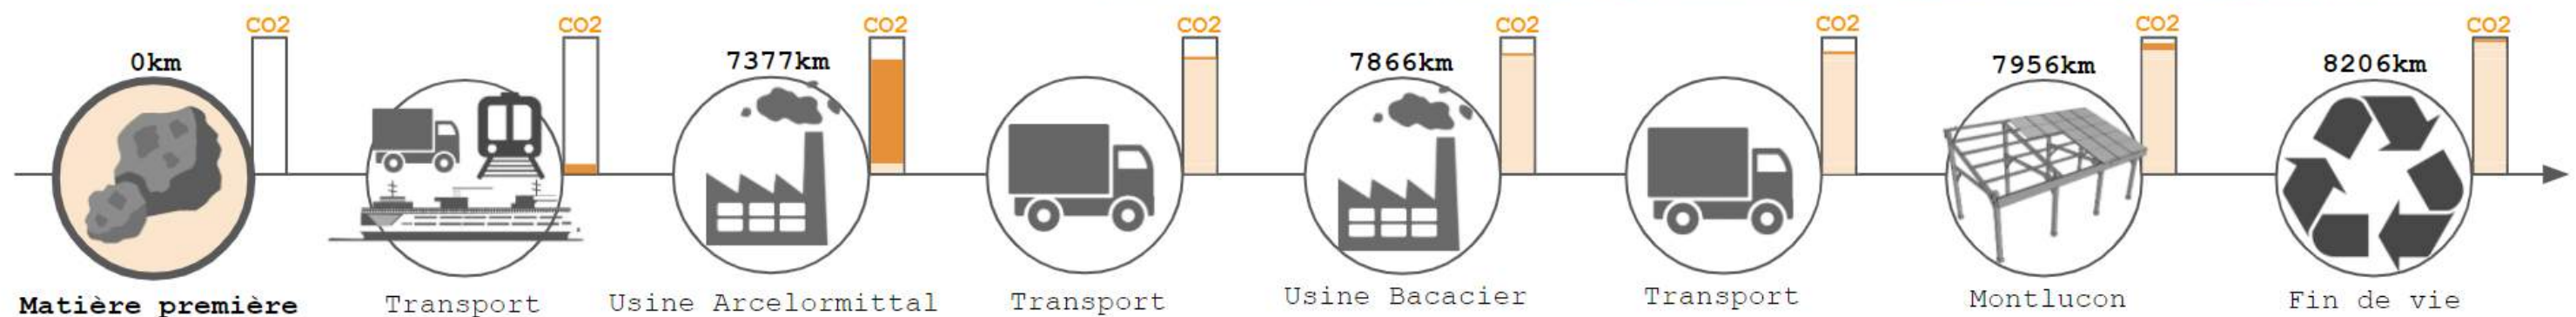 CO2
0km
Matière première
CO2
Transport
CO2
7377km
Usine Arcelormittal
CO2
Transport
CO2
7866km
Usine Bacacier
CO2
Transport
CO2
7956km
Montlucon
CO2
8206km
Fin de vie